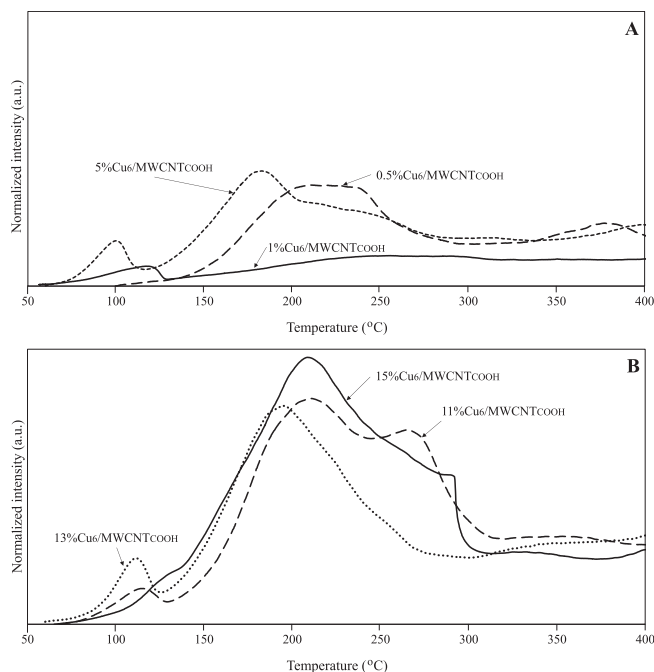 A
Normalized intensity (a.u.)
5%Cu6/MWCNTCOOH
0.5%Cu6/MWCNTCOOH
1%Cu6/MWCNTCOOH
50 100 150 200 250 300 350 400
Temperature (°C)
B
Normalized intensity (a.u.)
15%Cu6/MWCNTCOOH
11%Cu6/MWCNTCOOH
13%Cu6/MWCNTCOOH
50 100 150 200 250 300 350 400
Temperature (°C)